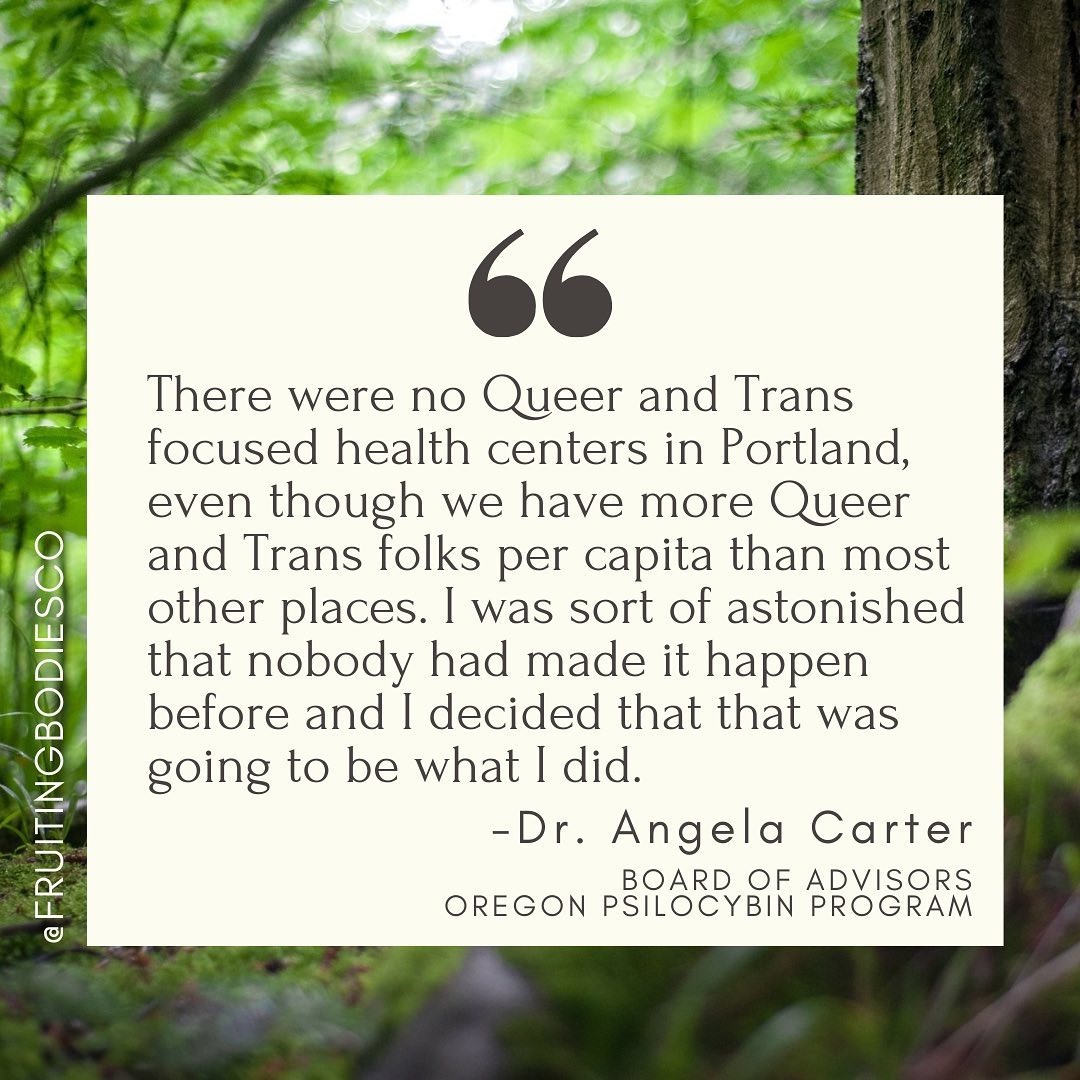 “
There were no Queer and Trans
focused health centers in Portland,
even though we have more Queer
and Trans folks per capita than most
other places. I was sort of astonished
that nobody had made it happen
before and I decided that that was
going to be what I did.
-Dr. Angela Carter
BOARD OF ADVISORS
OREGON PSILOCYBIN PROGRAM
@FRUITINGBODIESCO